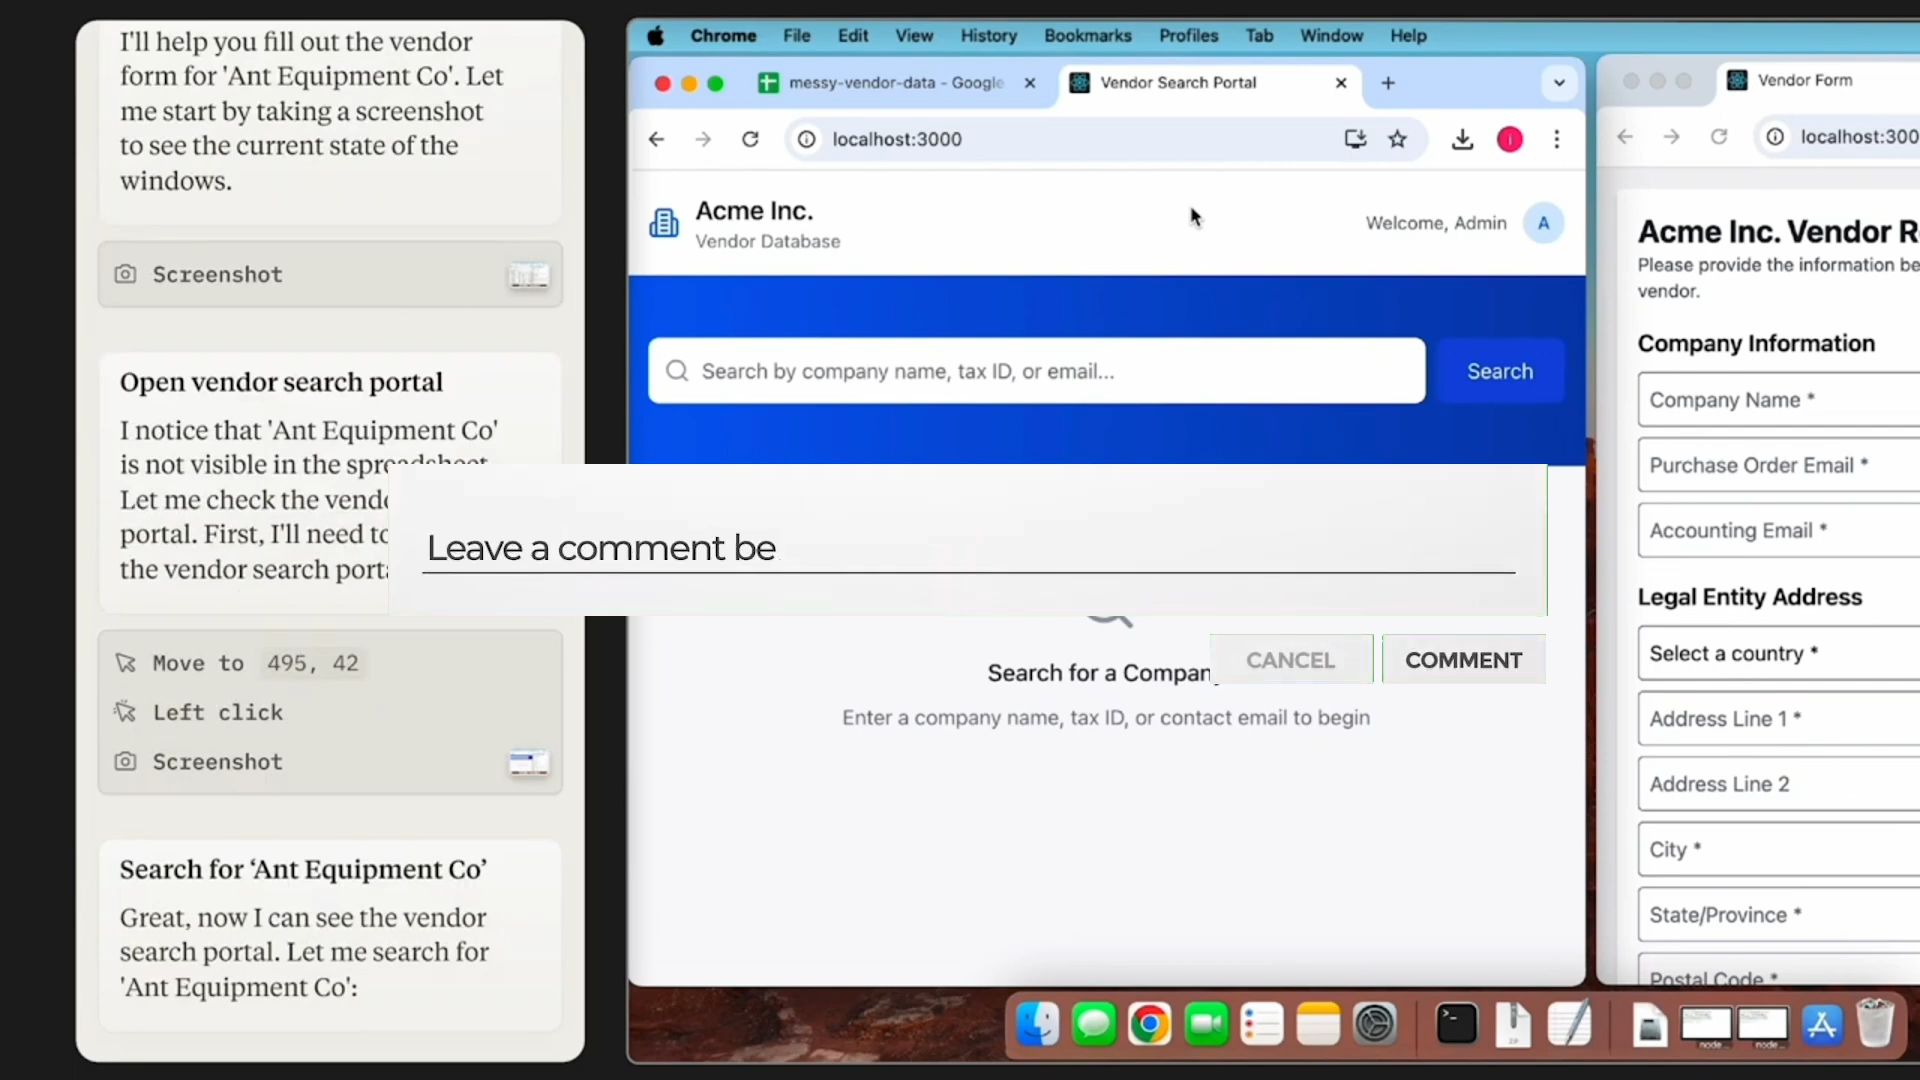 I'll help you fill out the vendor
form for 'Ant Equipment Co'. Let
me start by taking a screenshot
to see the current state of the
windows.
Screenshot
Open vendor search portal
I notice that 'Ant Equipment Co'
is not visible in the spreadsheet.
Let me check the vend
portal. First, I'll need to
the vendor search port
Move to 495, 42
Left click
Screenshot
Search for ‘Ant Equipment Co’
Great, now I can see the vendor
search portal. Let me search for
'Ant Equipment Co':
Chrome File Edit View History Bookmarks Profiles Tab Window Help
messy-vendor-data - Google
Vendor Search Portal
localhost:3000
Acme Inc.
Vendor Database
Welcome, Admin
A
Search by company name, tax ID, or email...
Search
Leave a comment be
CANCEL
COMMENT
Search for a Company
Enter a company name, tax ID, or contact email to begin
Vendor Form
localhost:300
Acme Inc. Vendor R
Please provide the information be
vendor.
Company Information
Company Name *
Purchase Order Email *
Accounting Email *
Legal Entity Address
Select a country *
Address Line 1 *
Address Line 2
City *
State/Province *
Postal Code *
node
node